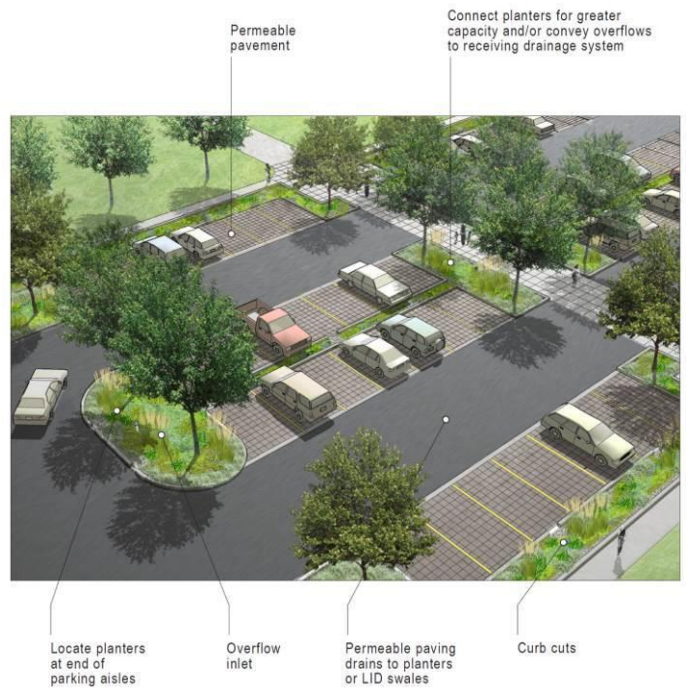 Permeable
pavement
Connect planters for greater
capacity and/or convey overflows
to receiving drainage system
Locate planters
at end of
parking aisles
Overflow
inlet
Permeable paving
drains to planters
or LID swales
Curb cuts